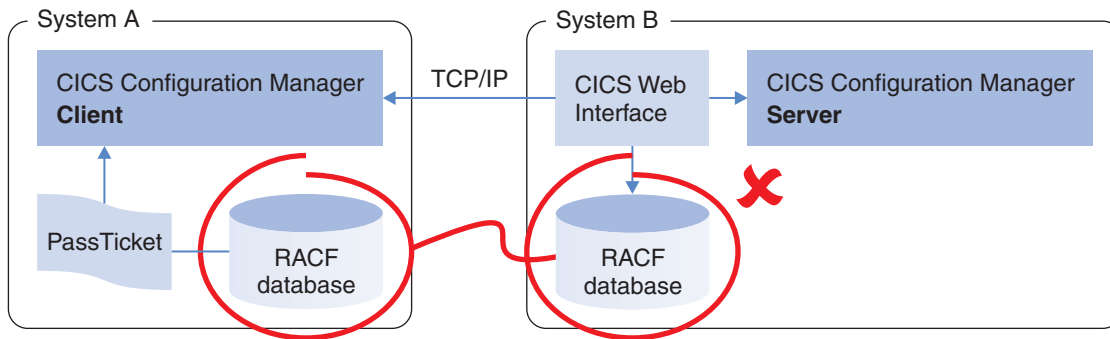 System A
System B
CICS Configuration Manager
Client
TCP/IP
CICS Web
Interface
CICS Configuration Manager
Server
PassTicket
RACF
database
RACF
database